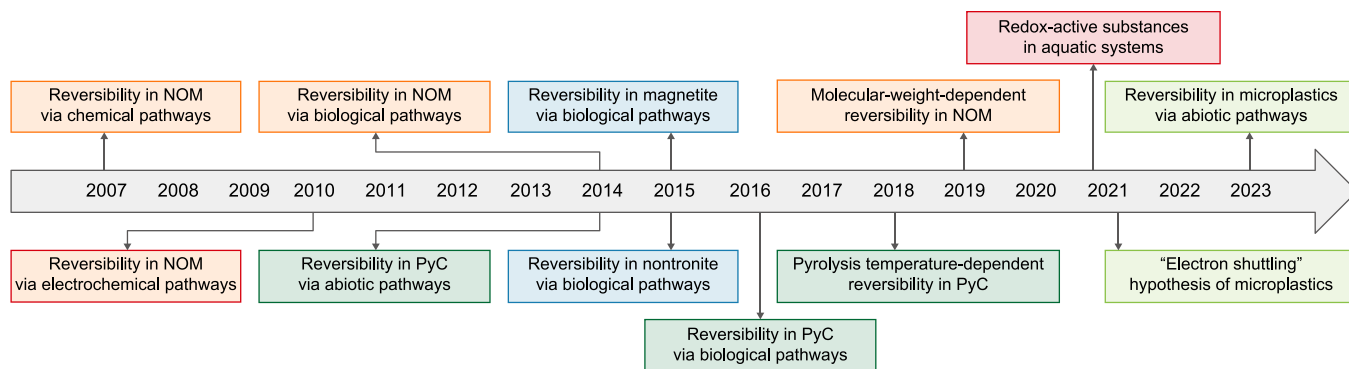 Redox-active substances
in aquatic systems
Reversibility in NOM
via chemical pathways
Reversibility in NOM
via biological pathways
Reversibility in magnetite
via biological pathways
Molecular-weight-dependent
reversibility in NOM
Reversibility in microplastics
via abiotic pathways
2007 2008 2009 2010 2011 2012 2013 2014 2015 2016 2017 2018 2019 2020 2021 2022 2023
Reversibility in NOM
via electrochemical pathways
Reversibility in PyC
via abiotic pathways
Reversibility in nontronite
via biological pathways
Pyrolysis temperature-dependent
reversibility in PyC
“Electron shuttling”
hypothesis of microplastics
Reversibility in PyC
via biological pathways